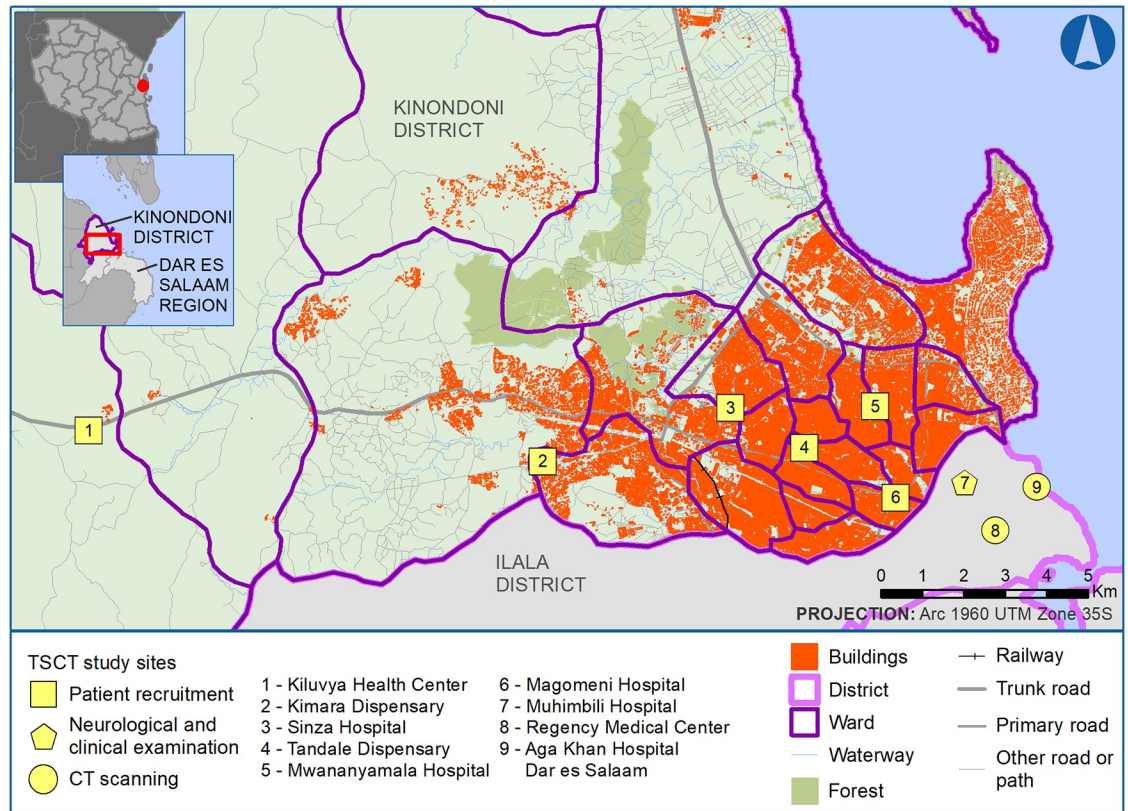 KINONDONI
DISTRICT
KINONDONI
DISTRICT
DAR ES
SALAAM
REGION
1
2
3
4
5
6
7
8
9
ILALA
DISTRICT
0 1 2 3 4 5
Km
PROJECTION: Arc 1960 UTM Zone 35S
TSCT study sites
Patient recruitment
Neurological and
clinical examination
CT scanning
1 - Kiluvya Health Center
2 - Kimara Dispensary
3 - Sinza Hospital
4 - Tandale Dispensary
5 - Mwananyamala Hospital
6 - Magomeni Hospital
7 - Muhimbili Hospital
8 - Regency Medical Center
9 - Aga Khan Hospital
Dar es Salaam
Buildings
District
Ward
Waterway
Forest
Railway
Trunk road
Primary road
Other road or
path